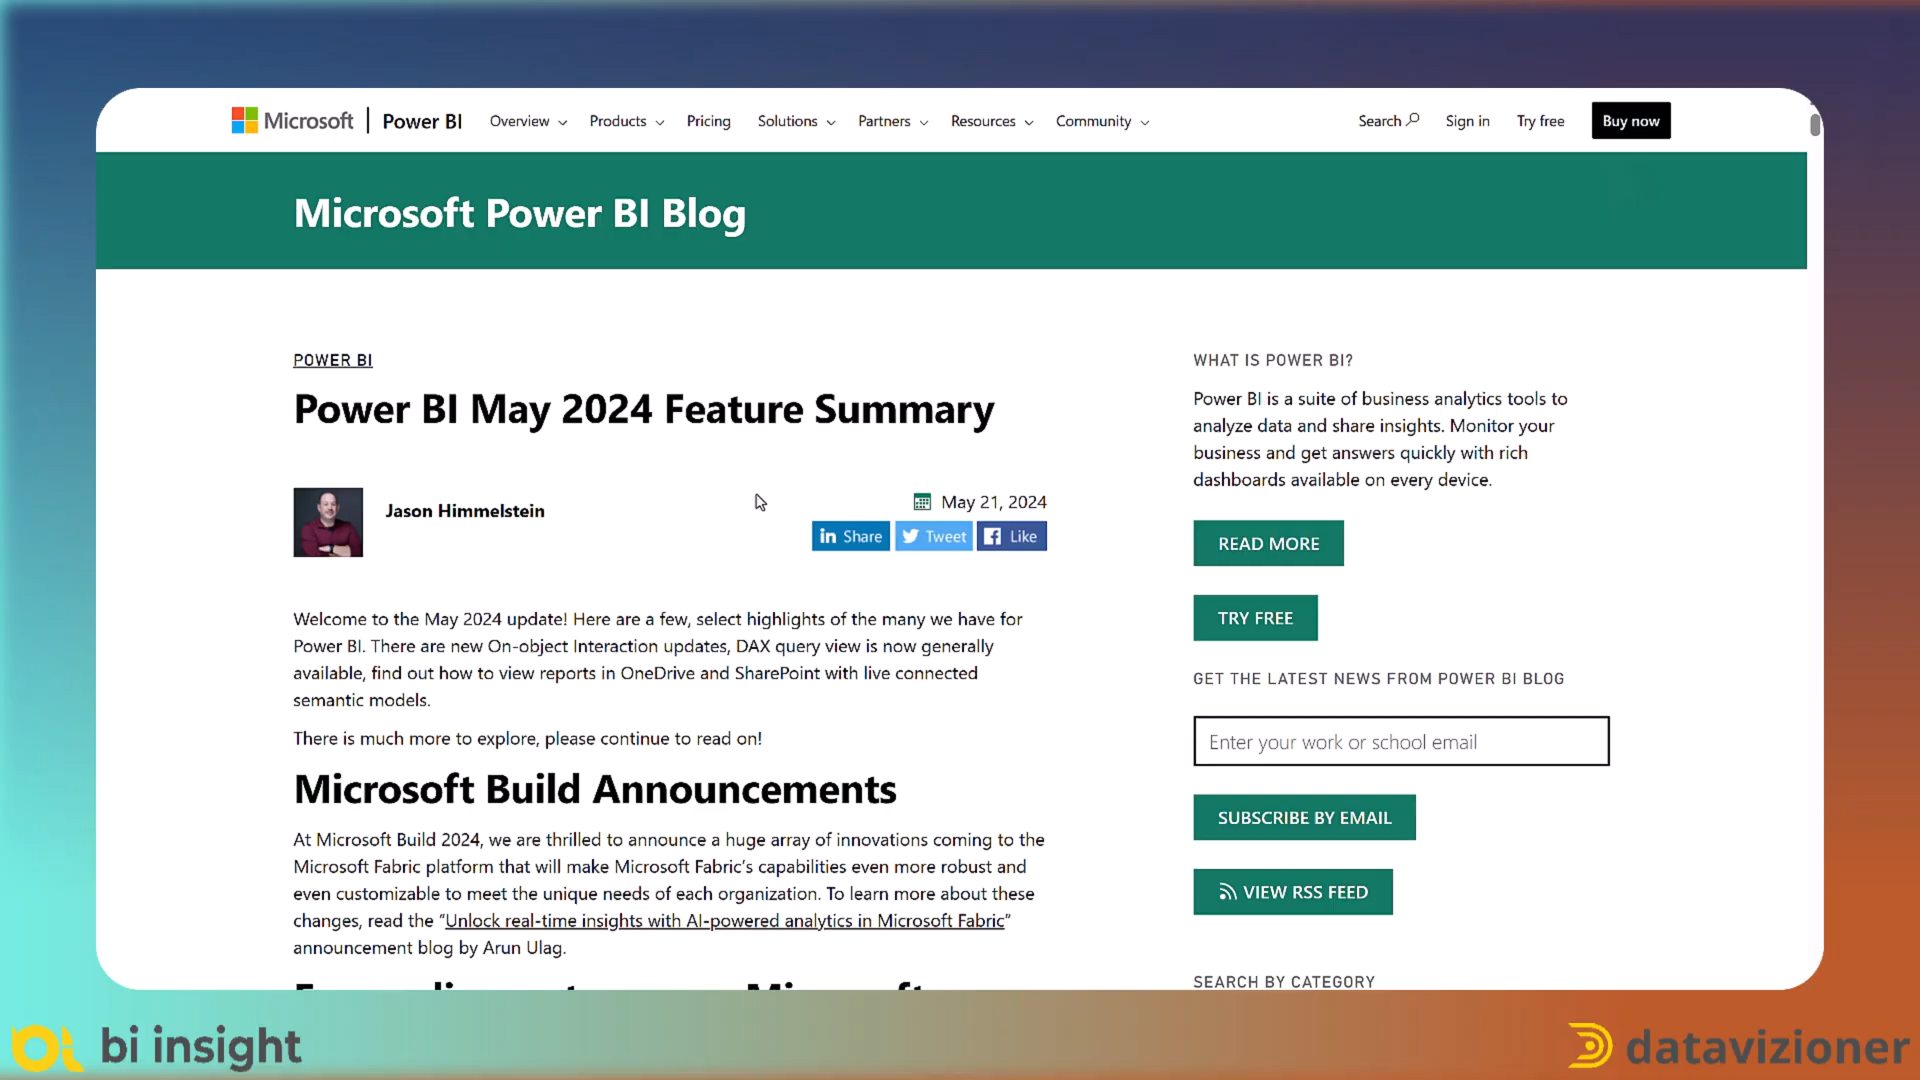 Microsoft | Power BI Overview Products Pricing Solutions Partners Resources Community Search Sign in Try free Buy now
Microsoft Power BI Blog
POWER BI
Power BI May 2024 Feature Summary
Jason Himmelstein
May 21, 2024
Share Tweet Like
Welcome to the May 2024 update! Here are a few, select highlights of the many we have for
Power BI. There are new On-object Interaction updates, DAX query view is now generally
available, find out how to view reports in OneDrive and SharePoint with live connected
semantic models.
There is much more to explore, please continue to read on!
Microsoft Build Announcements
At Microsoft Build 2024, we are thrilled to announce a huge array of innovations coming to the
Microsoft Fabric platform that will make Microsoft Fabric’s capabilities even more robust and
even customizable to meet the unique needs of each organization. To learn more about these
changes, read the “Unlock real-time insights with AI-powered analytics in Microsoft Fabric”
announcement blog by Arun Ulag.
WHAT IS POWER BI?
Power BI is a suite of business analytics tools to
analyze data and share insights. Monitor your
business and get answers quickly with rich
dashboards available on every device.
READ MORE
TRY FREE
GET THE LATEST NEWS FROM POWER BI BLOG
Enter your work or school email
SUBSCRIBE BY EMAIL
VIEW RSS FEED
SEARCH BY CATEGORY
bi insight
datavizioner